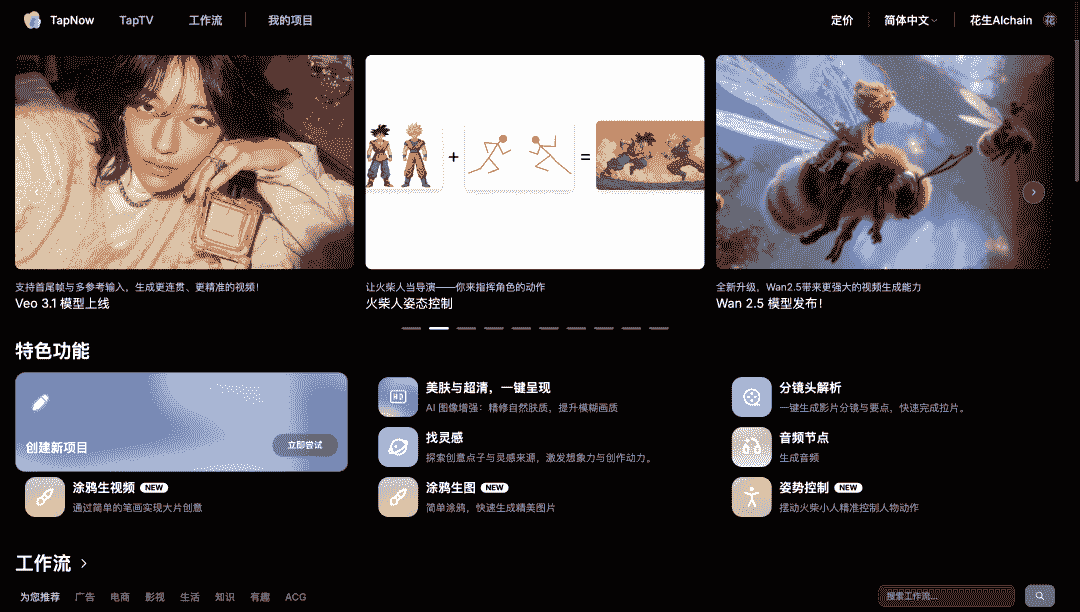 TapNow
TapTV
工作流
我的项目
定价
简体中文
花生AIchain
花
支持首尾帧与多参考输入，生成更连贯、更精准的视频！
Veo 3.1 模型上线
让火柴人当导演——你来指挥角色的动作
火柴人姿态控制
全新升级，Wan2.5带来更强大的视频生成能力
Wan 2.5 模型发布！
+
=
特色功能
创建新项目
立即尝试
HD
美肤与超清，一键呈现
AI 图像增强：精修自然肤质，提升模糊画质
分镜头解析
一键生成影片分镜与要点，快速完成拉片。
找灵感
探索创意点子与灵感来源，激发想象力与创作动力。
音频节点
生成音频
涂鸦生视频 NEW
通过简单的笔画实现大片创意
涂鸦生图 NEW
简单涂鸦，快速生成精美图片
姿势控制 NEW
摆动火柴小人精准控制人物动作
工作流
为您推荐
广告
电商
影视
生活
知识
有趣
ACG
搜索工作流...